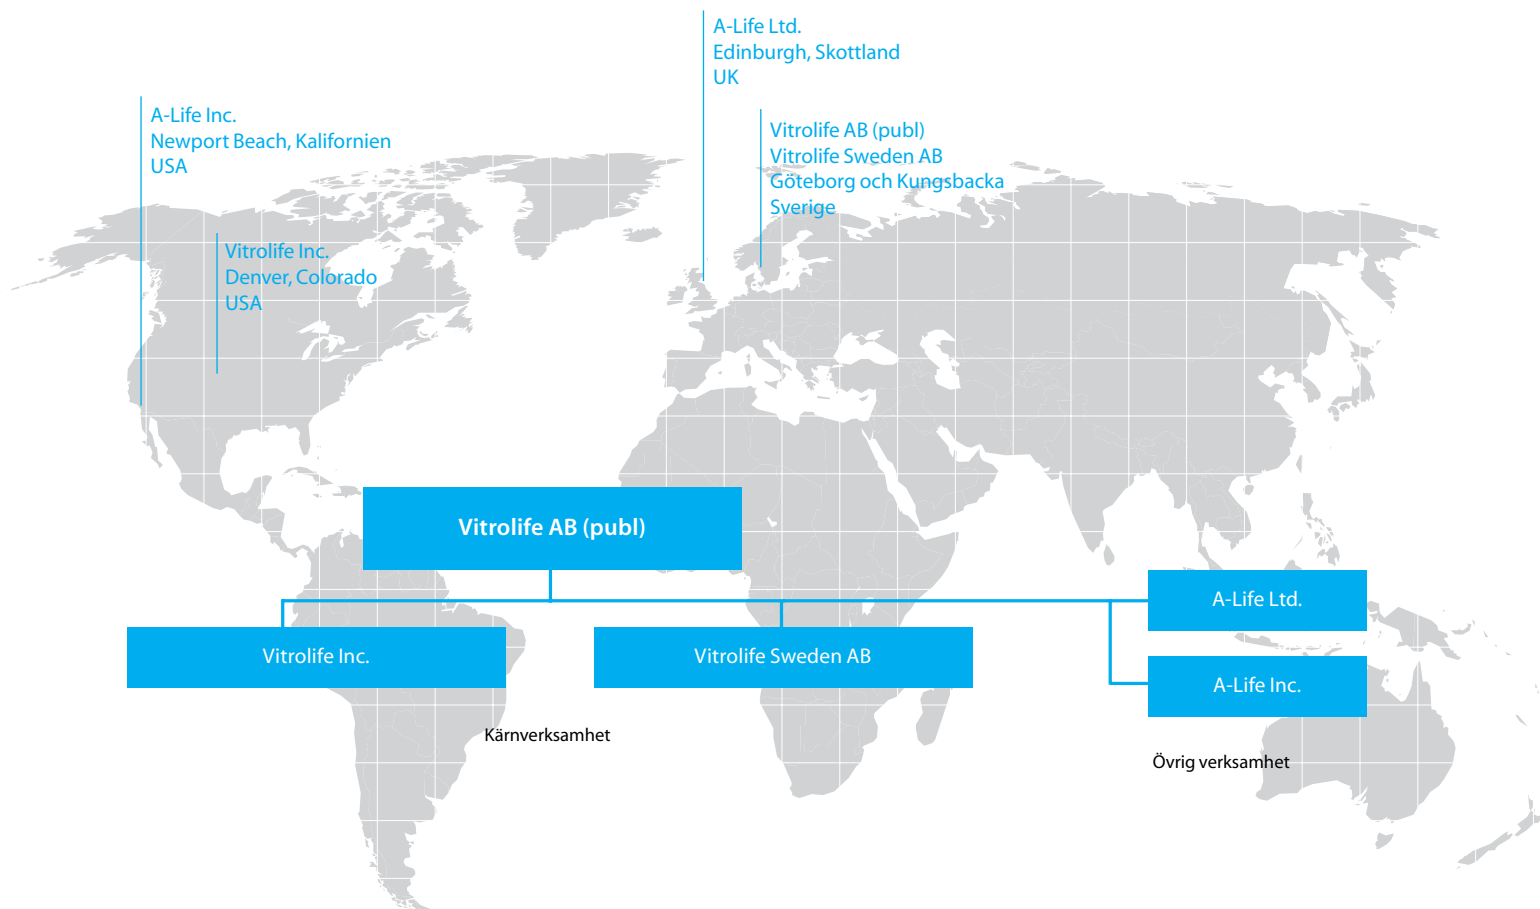 A-Life Ltd.
Edinburgh, Skottland
UK
A-Life Inc.
Newport Beach, Kalifornien
USA
Vitrolife AB (publ)
Vitrolife Sweden AB
Göteborg och Kungsbacka
Sverige
Vitrolife Inc.
Denver, Colorado
USA
Vitrolife AB (publ)
A-Life Ltd.
Vitrolife Inc.
Vitrolife Sweden AB
A-Life Inc.
Kärnverksamhet
Övrig verksamhet